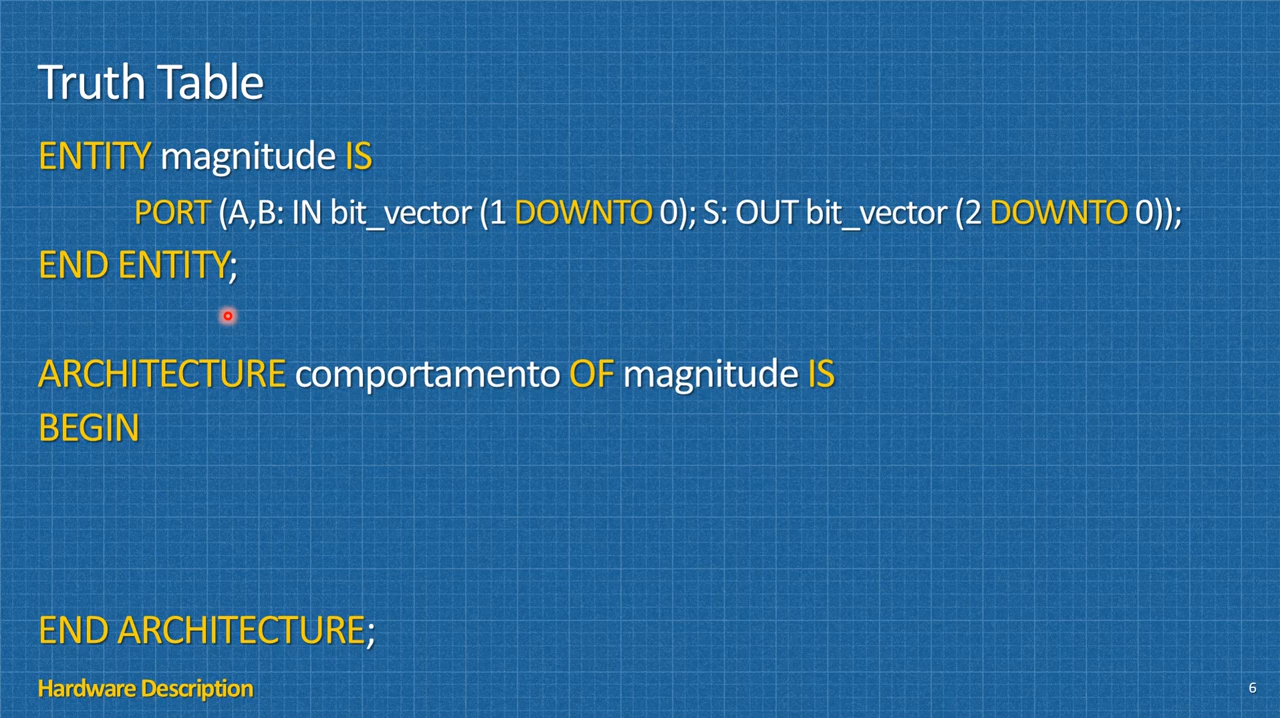 Truth Table
ENTITY magnitude IS
PORT (A,B: IN bit_vector (1 DOWNTO 0); S: OUT bit_vector (2 DOWNTO 0));
END ENTITY;
ARCHITECTURE comportamento OF magnitude IS
BEGIN
END ARCHITECTURE;
Hardware Description
6